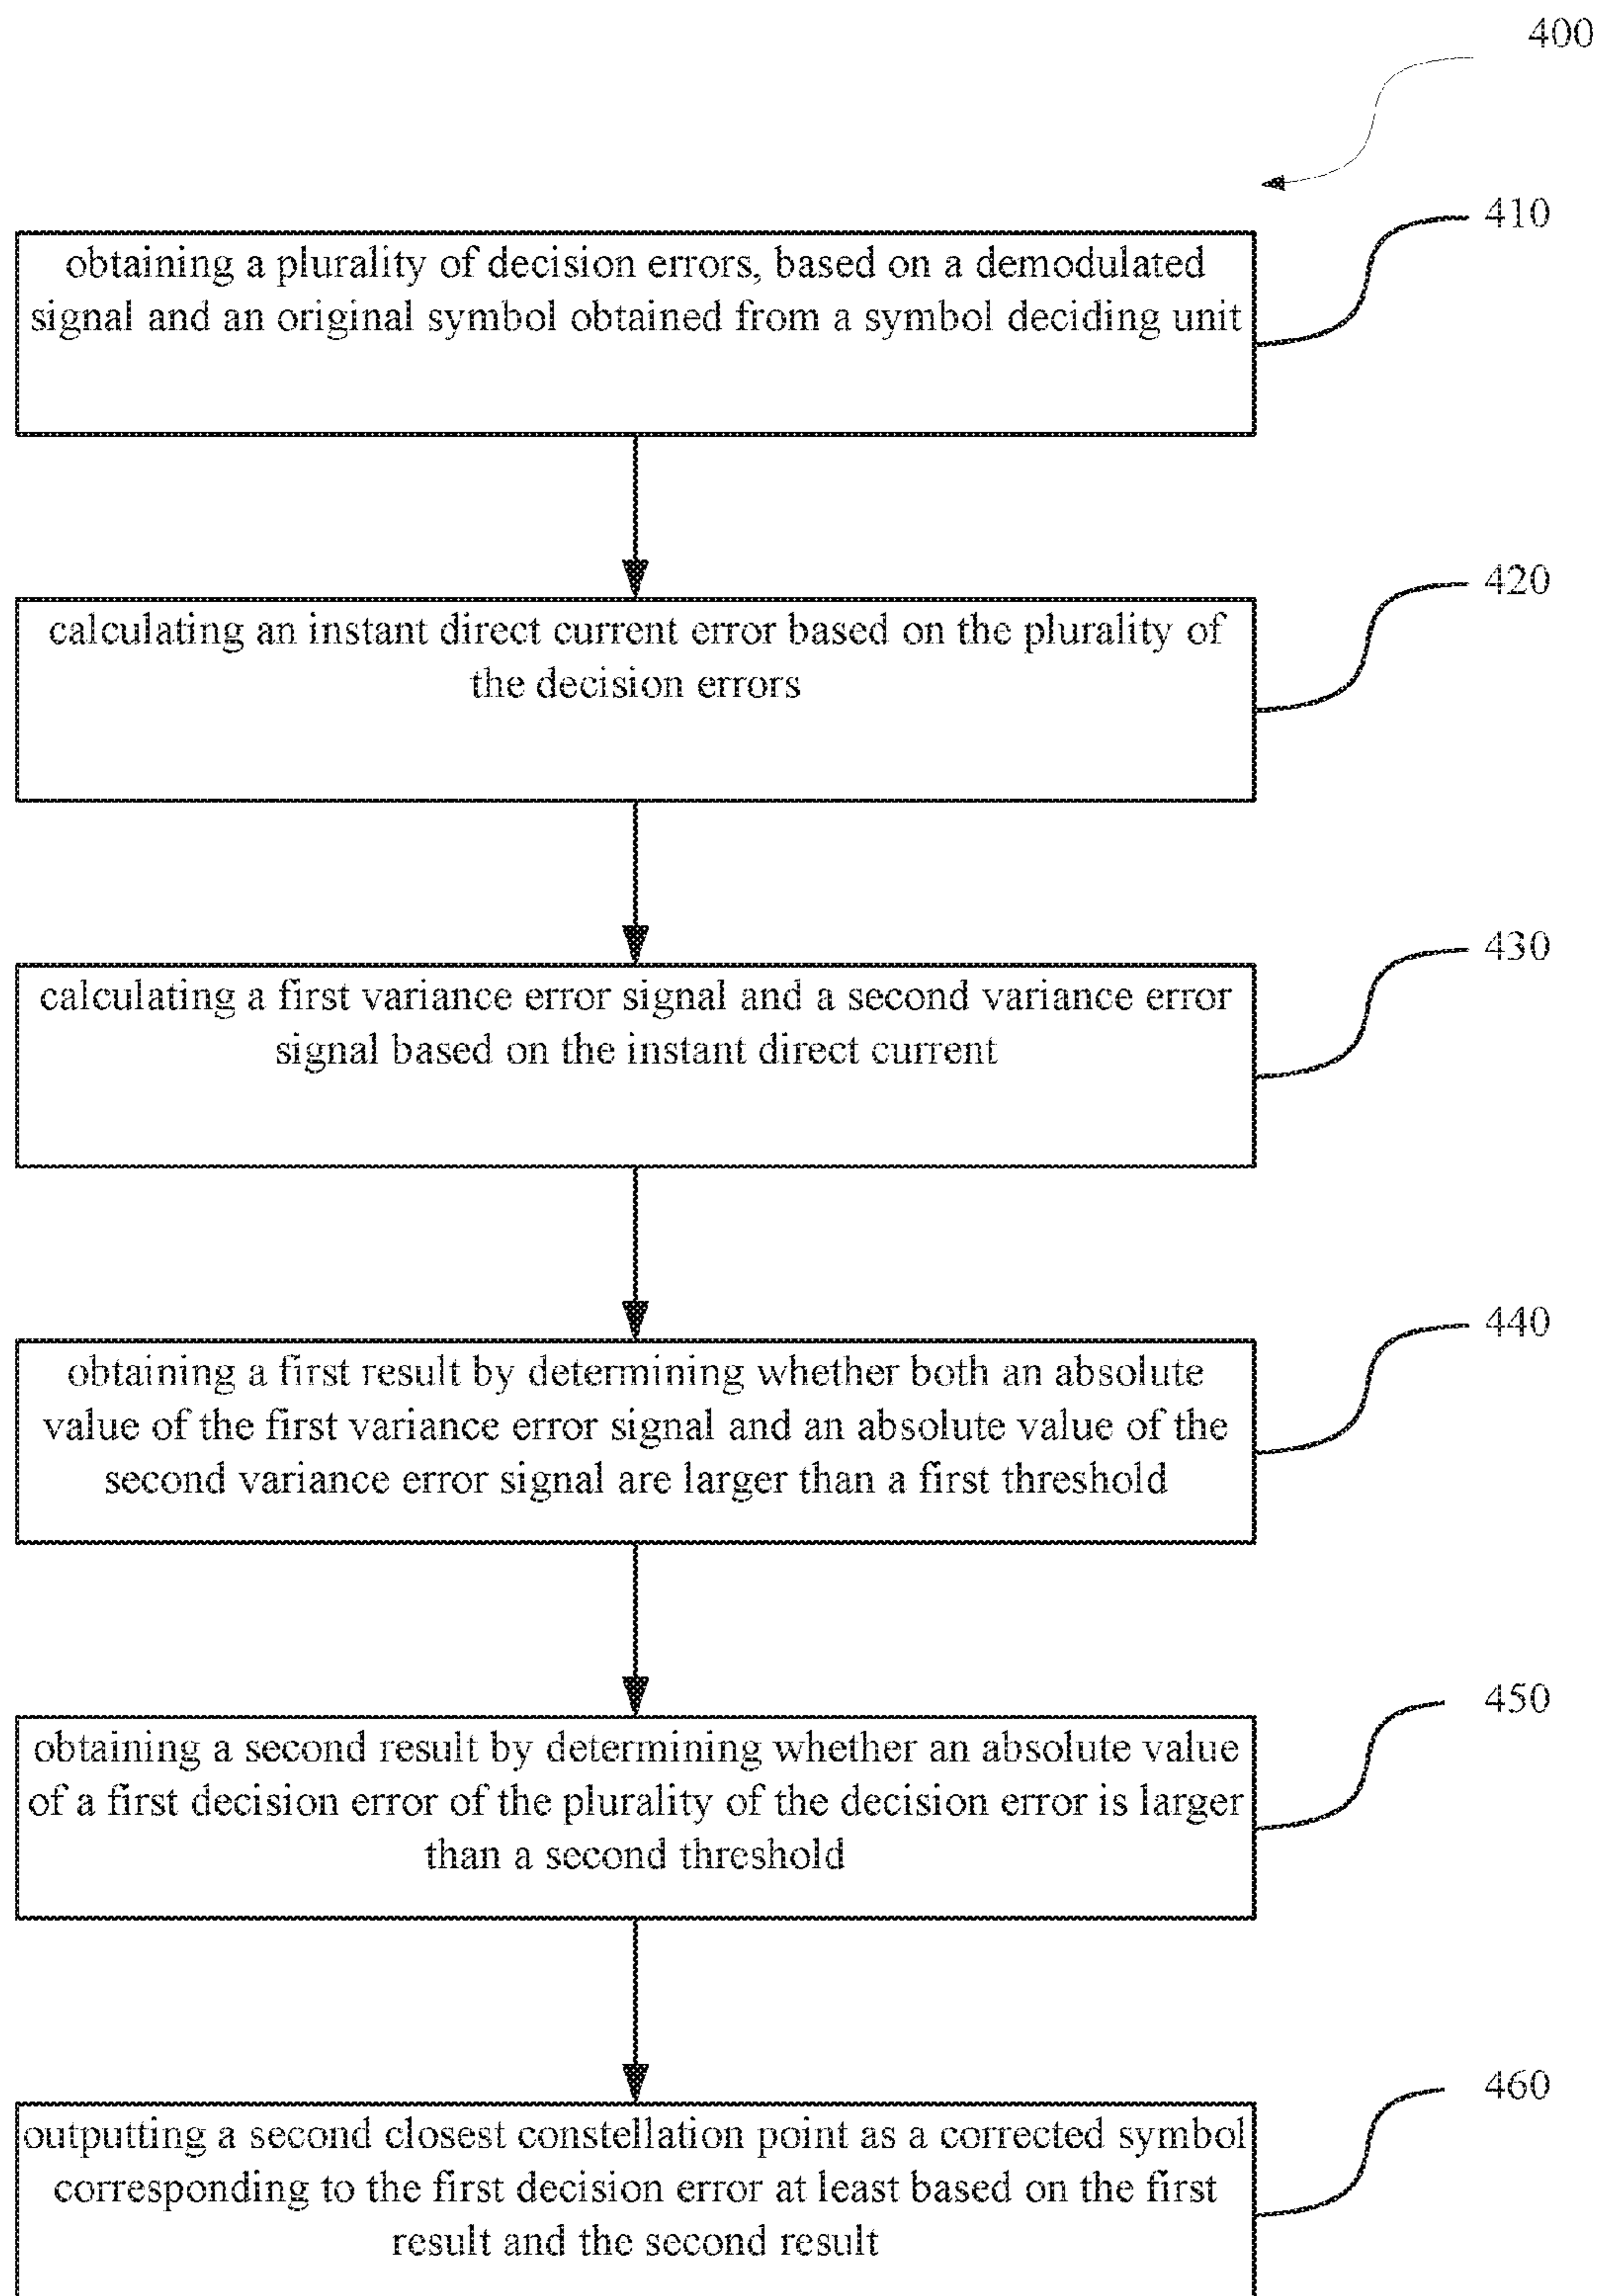 400
410
obtaining a plurality of decision errors, based on a demodulated
signal and an original symbol obtained from a symbol deciding unit
420
calculating an instant direct current error based on the plurality of
the decision errors
430
calculating a first variance error signal and a second variance error
signal based on the instant direct current
440
obtaining a first result by determining whether both an absolute
value of the first variance error signal and an absolute value of the
second variance error signal are larger than a first threshold
450
obtaining a second result by determining whether an absolute value
of a first decision error of the plurality of the decision error is larger
than a second threshold
460
outputting a second closest constellation point as a corrected symbol
corresponding to the first decision error at least based on the first
result and the second result